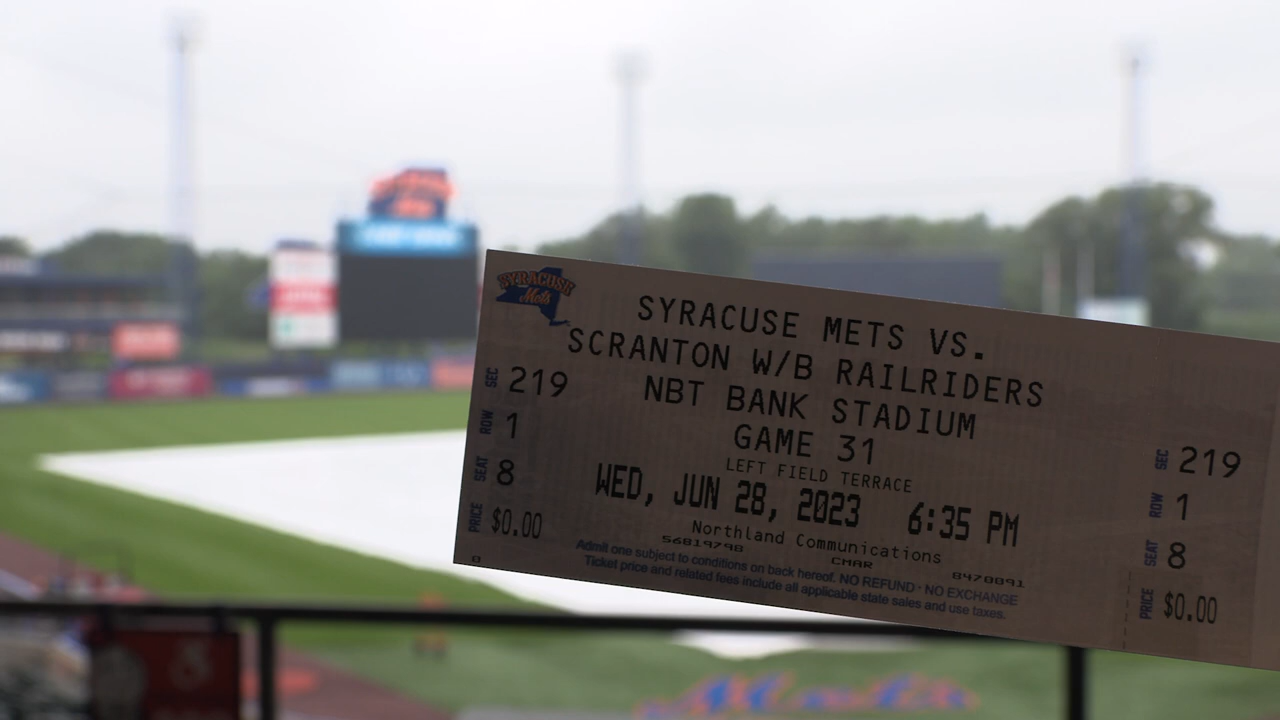 SYRACUSE
Mets
SYRACUSE METS VS.
SCRANTON W/B RAILRIDERS
NBT BANK STADIUM
GAME 31
LEFT FIELD TERRACE
WED, JUN 28, 2023 6:35 PM
Northland Communications
56819798 CMAR 8470891
Admit one subject to conditions on back hereof. NO REFUND · NO EXCHANGE
Ticket price and related fees include all applicable state sales and use taxes.
SEC 219
ROW 1
SEAT 8
PRICE $0.00
SEC 219
ROW 1
SEAT 8
PRICE $0.00
Mets